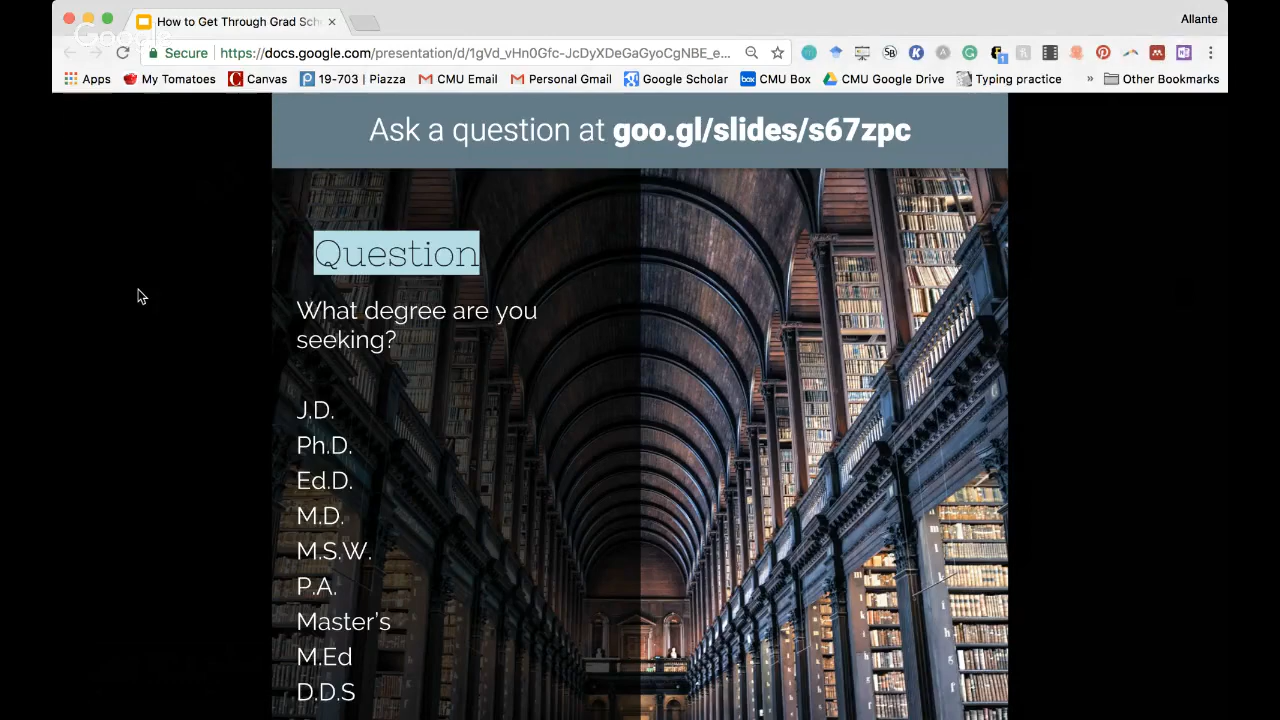 How to Get Through Grad Sch
Allante
Google
Secure
https://docs.google.com/presentation/d/1gVd_VHn0Gfc-JcDyXDeGaGyoCgNBE_e...
Apps
My Tomatoes
Canvas
19-703 | Piazza
CMU Email
Personal Gmail
Google Scholar
box
CMU Box
CMU Google Drive
Typing practice
»
Other Bookmarks
Ask a question at goo.gl/slides/s67zpc
Question
What degree are you
seeking?
J.D.
Ph.D.
Ed.D.
M.D.
M.S.W.
P.A.
Master's
M.Ed
D.D.S